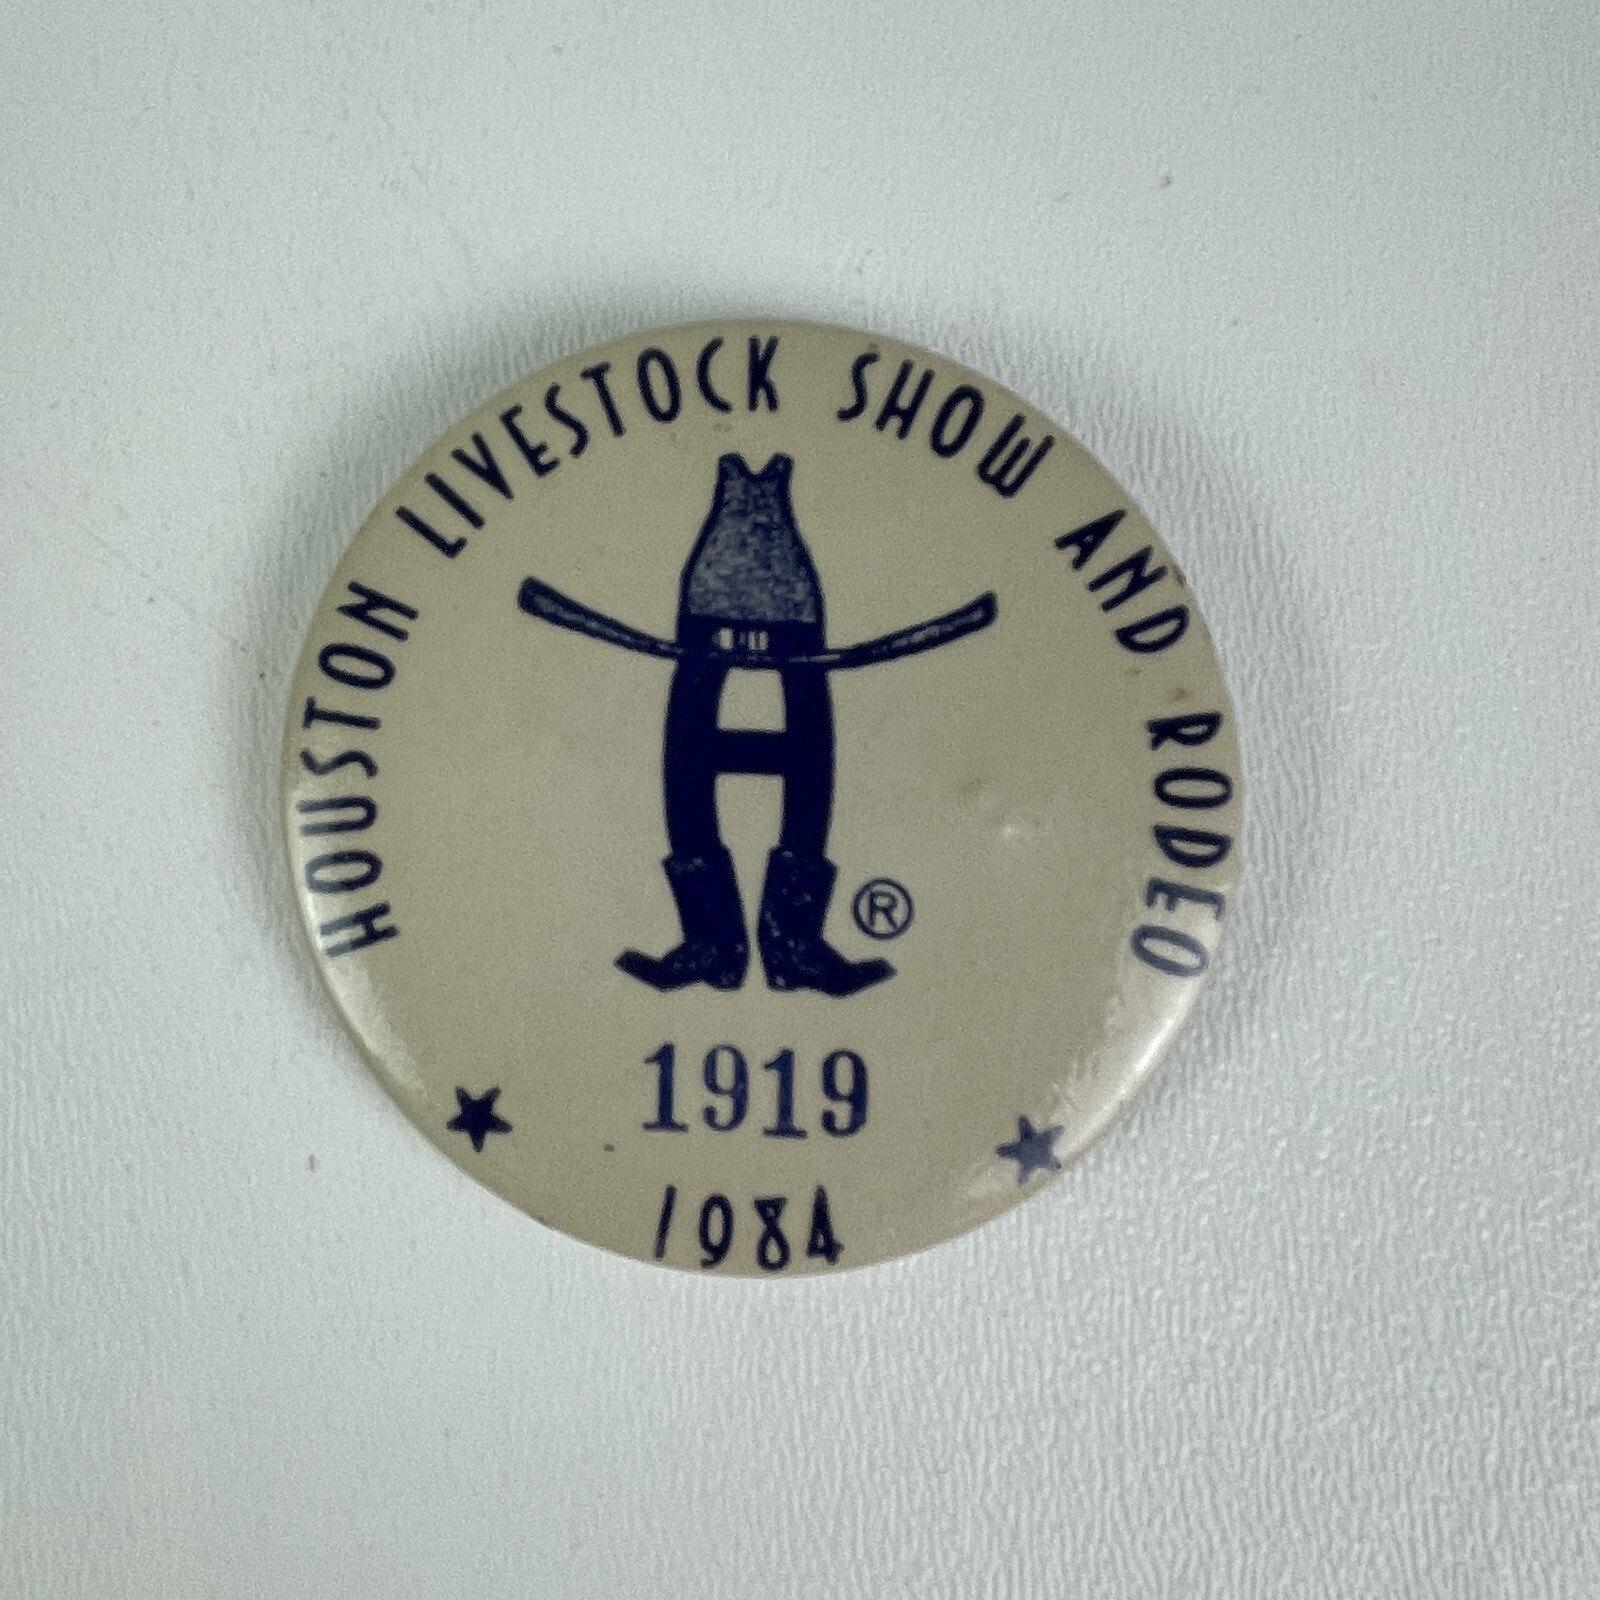 HOUSTON LIVESTOCK SHOW AND RODEO
®
1919
1984